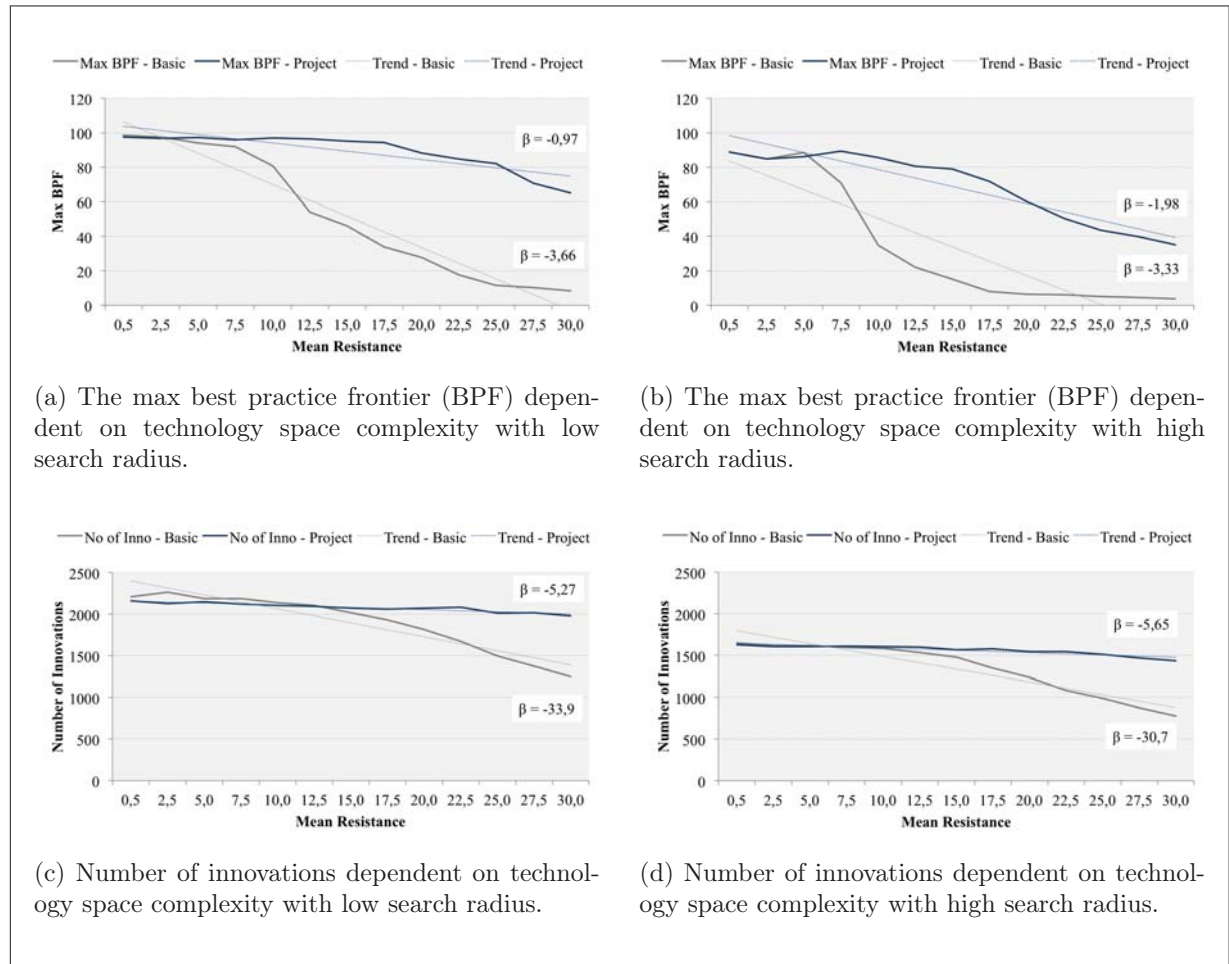 Max BPF - Basic Max BPF - Project Trend - Basic Trend - Project
120
100
80
60
40
20
0
Max BPF
β = -0,97
β = -3,66
0,5 2,5 5,0 7,5 10,0 12,5 15,0 17,5 20,0 22,5 25,0 27,5 30,0
Mean Resistance
(a) The max best practice frontier (BPF) depen-
dent on technology space complexity with low
search radius.
Max BPF - Basic Max BPF - Project Trend - Basic Trend - Project
120
100
80
60
40
20
0
Max BPF
β = -1,98
β = -3,33
0,5 2,5 5,0 7,5 10,0 12,5 15,0 17,5 20,0 22,5 25,0 27,5 30,0
Mean Resistance
(b) The max best practice frontier (BPF) depen-
dent on technology space complexity with high
search radius.
No of Inno - Basic No of Inno - Project Trend - Basic Trend - Project
2500
2000
1500
1000
500
0
Number of Innovations
β = -5,27
β = -33,9
0,5 2,5 5,0 7,5 10,0 12,5 15,0 17,5 20,0 22,5 25,0 27,5 30,0
Mean Resistance
(c) Number of innovations dependent on technol-
ogy space complexity with low search radius.
No of Inno - Basic No of Inno - Project Trend - Basic Trend - Project
2500
2000
1500
1000
500
0
Number of Innovations
β = -5,65
β = -30,7
0,5 2,5 5,0 7,5 10,0 12,5 15,0 17,5 20,0 22,5 25,0 27,5 30,0
Mean Resistance
(d) Number of innovations dependent on technol-
ogy space complexity with high search radius.